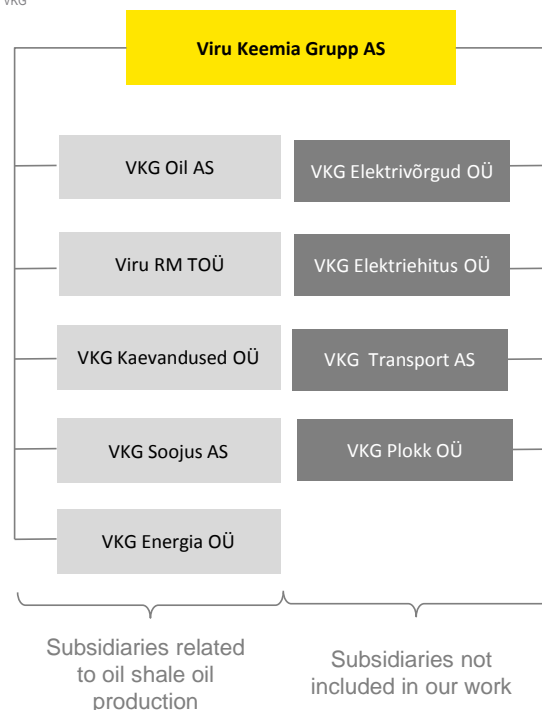 VKG
Viru Keemia Grupp AS
VKG Oil AS
VKG Elektrivõrgud OÜ
Viru RM TOÜ
VKG Elektriehitus OÜ
VKG Kaevandused OÜ
VKG Transport AS
VKG Soojus AS
VKG Plokk OÜ
VKG Energia OÜ
Subsidiaries related
to oil shale oil
production
Subsidiaries not
included in our work